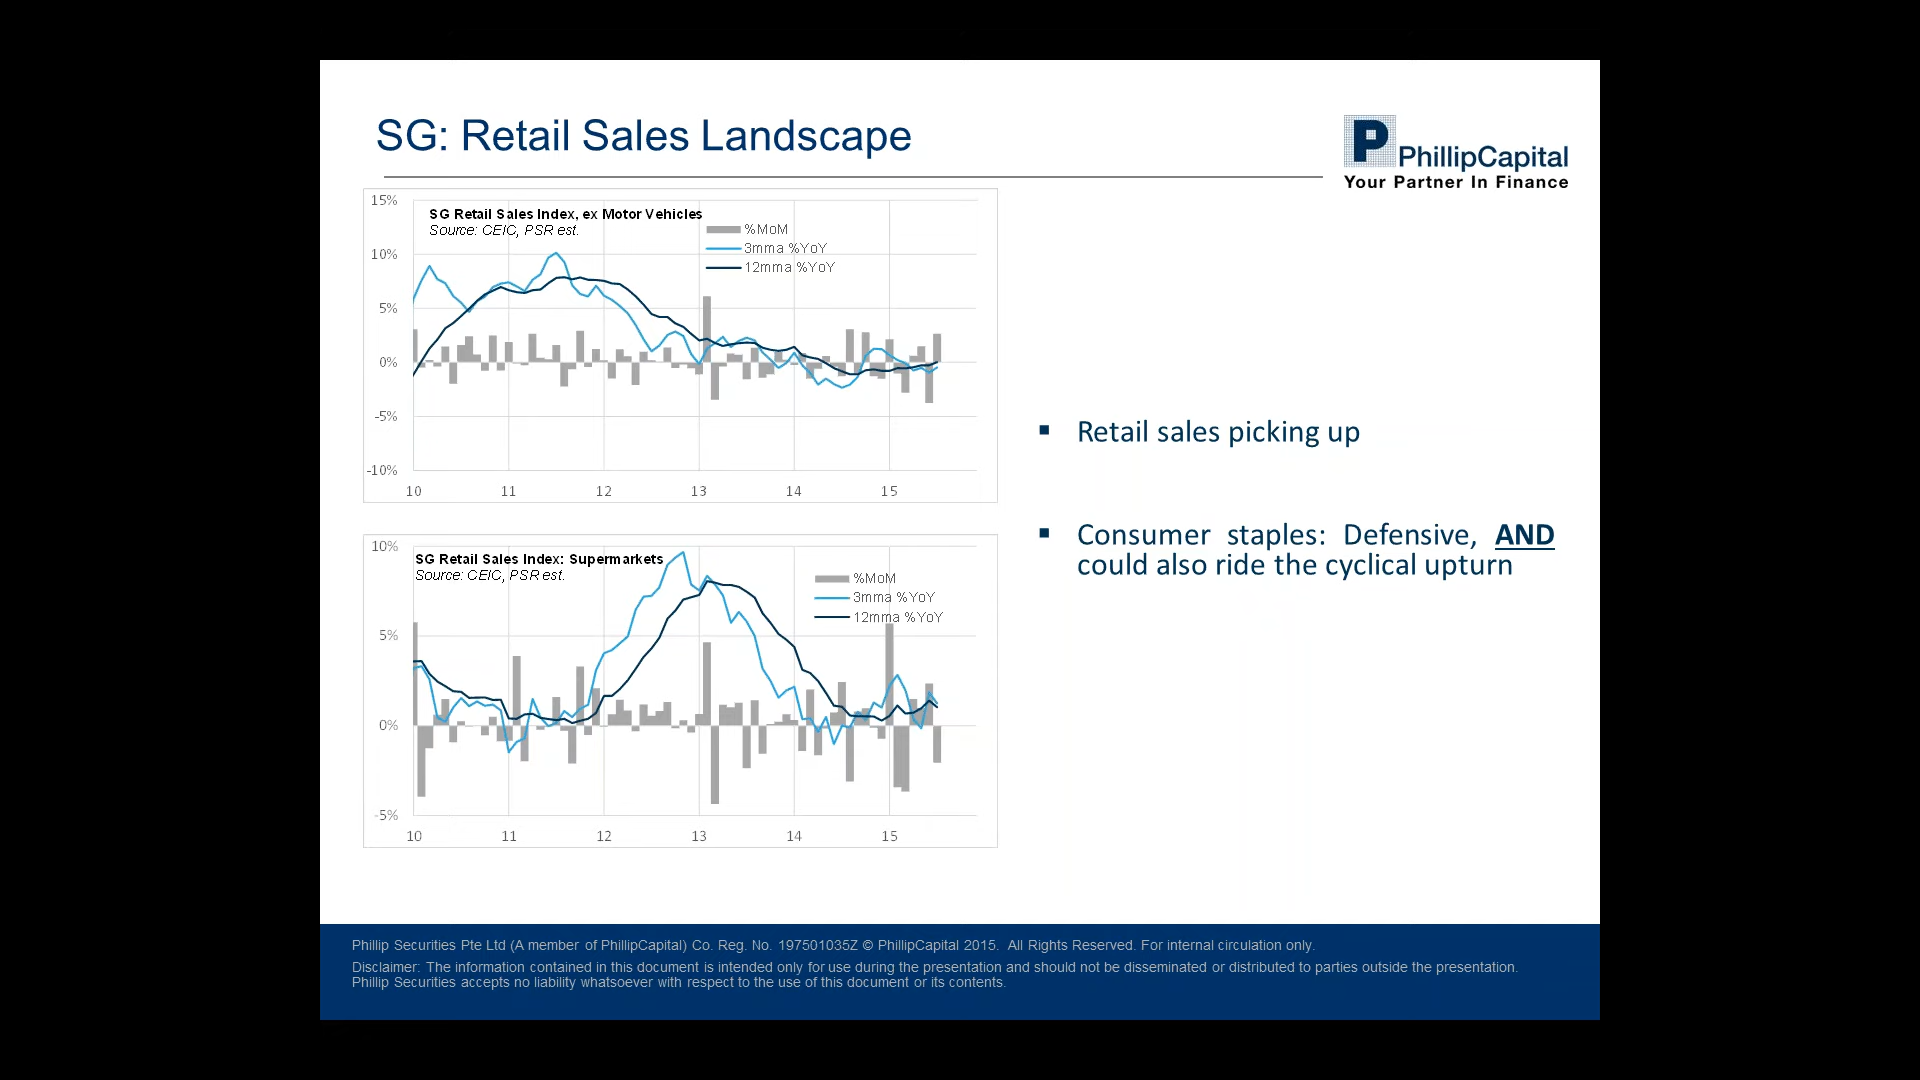 SG: Retail Sales Landscape
P
PhillipCapital
Your Partner In Finance
15%
10%
5%
0%
-5%
-10%
SG Retail Sales Index, ex Motor Vehicles
Source: CEIC, PSR est.
%MoM
3mma %YoY
12mma %YoY
10 11 12 13 14 15
10%
5%
0%
-5%
SG Retail Sales Index: Supermarkets
Source: CEIC, PSR est.
%MoM
3mma %YoY
12mma %YoY
10 11 12 13 14 15
▪ Retail sales picking up
▪ Consumer staples: Defensive, AND
could also ride the cyclical upturn
Phillip Securities Pte Ltd (A member of PhillipCapital) Co. Reg. No. 197501035Z © PhillipCapital 2015. All Rights Reserved. For internal circulation only.
Disclaimer: The information contained in this document is intended only for use during the presentation and should not be disseminated or distributed to parties outside the presentation.
Phillip Securities accepts no liability whatsoever with respect to the use of this document or its contents.